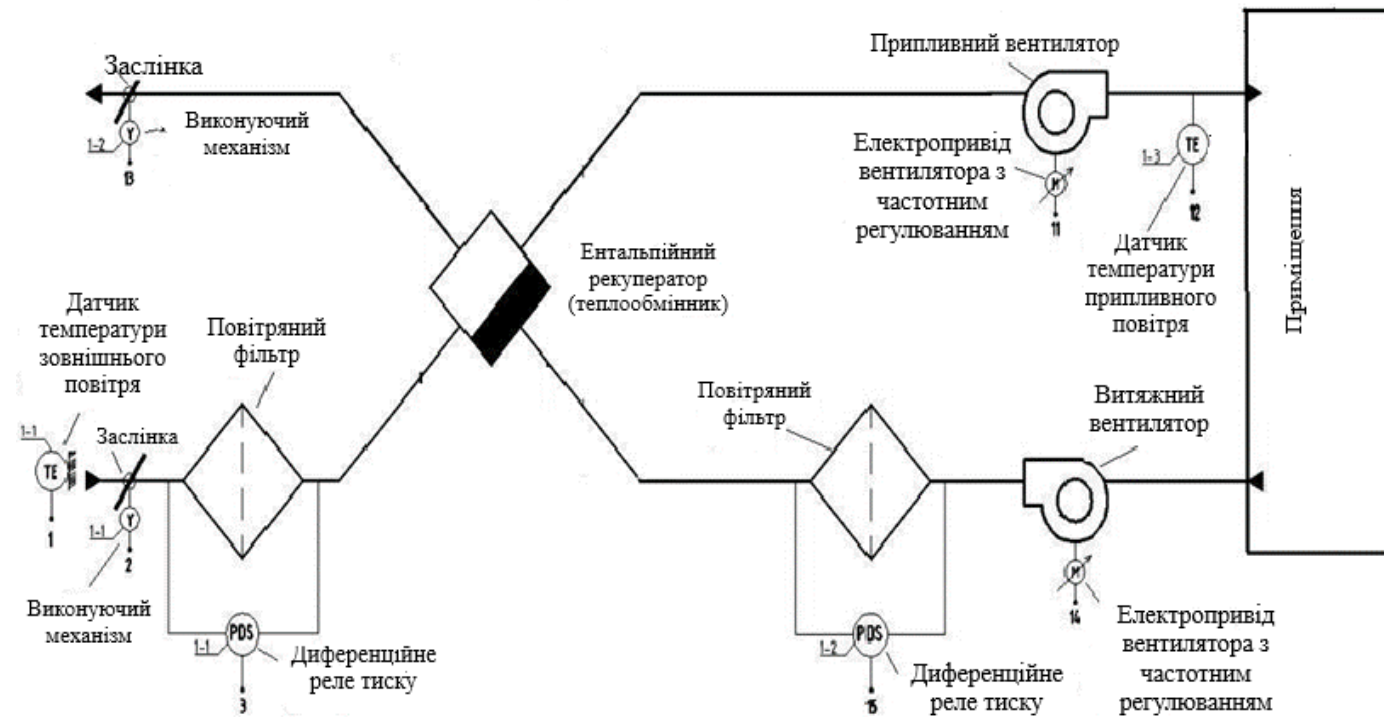 Заслінка
Y
1-2
13
Виконуючий
механізм
Припливний вентилятор
Електропривід
вентилятора з
частотним
регулюванням
M
11
1-3
TE
12
Датчик
температури
припливного
повітря
Приміщення
Ентальпійний
рекуператор
(теплообмінник)
Датчик
температури
зовнішнього
повітря
1-1
TE
1
Заслінка
Y
1-1
2
Виконуючий
механізм
Повітряний
фільтр
PDS
1-1
3
Диференційне
реле тиску
Повітряний
фільтр
PDS
1-2
15
Диференційне
реле тиску
Витяжний
вентилятор
M
14
Електропривід
вентилятора з
частотним
регулюванням